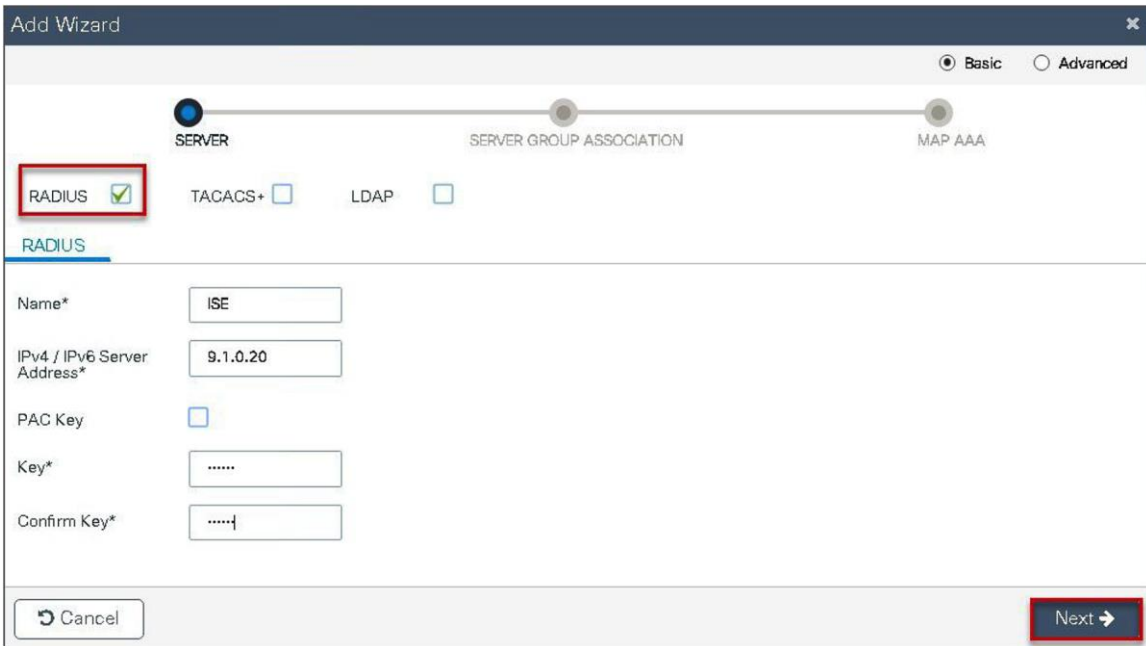 Add Wizard
Basic Advanced
SERVER SERVER GROUP ASSOCIATION MAP AAA
RADIUS TACACS+ LDAP
RADIUS
Name* ISE
IPv4 / IPv6 Server
Address* 9.1.0.20
PAC Key
Key* ······
Confirm Key* ······
Cancel Next